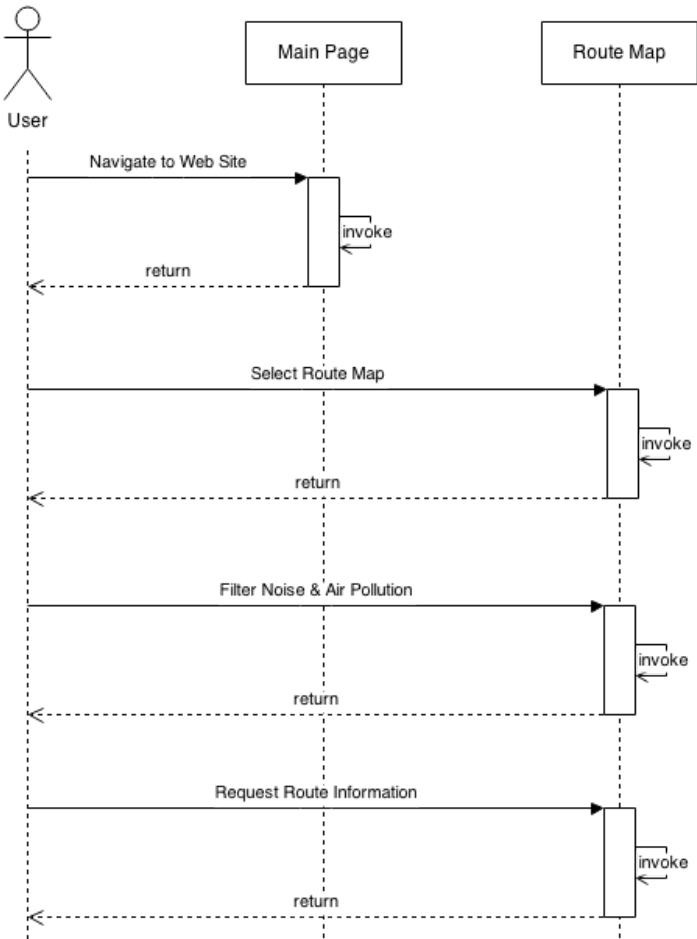 Main Page
Route Map
User
Navigate to Web Site
invoke
return
Select Route Map
invoke
return
Filter Noise & Air Pollution
invoke
return
Request Route Information
invoke
return